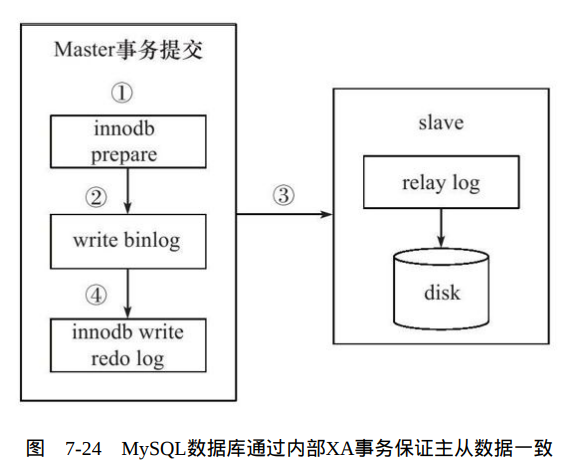 Master事务提交
①
innodb
prepare
②
write binlog
④
innodb write
redo log
③
slave
relay log
disk
图 7-24 MySQL数据库通过内部XA事务保证主从数据一致